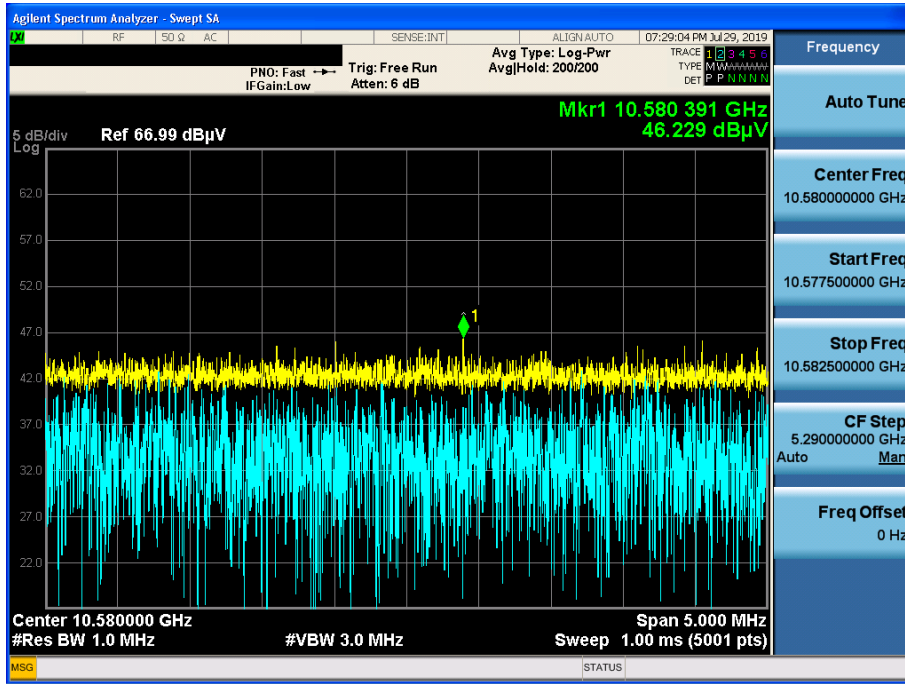 Agilent Spectrum Analyzer - Swept SA
LXI RF 50 Ω AC SENSE:INT ALIGNAUTO 07:29:04 PM Jul 29, 2019
Frequency
PNO: Fast
IFGain:Low
Trig: Free Run
Atten: 6 dB
Avg Type: Log-Pwr
Avg|Hold: 200/200
TRACE 1 2 3 4 5 6
TYPE M
DET P P N N N N
Auto Tune
Mkr1 10.580 391 GHz
46.229 dBµV
5 dB/div Ref 66.99 dBµV
Log
62.0
57.0
52.0
47.0
42.0
37.0
32.0
27.0
22.0
1
Center Freq
10.580000000 GHz
Start Freq
10.577500000 GHz
Stop Freq
10.582500000 GHz
CF Step
5.290000000 GHz
Auto Man
Freq Offset
0 Hz
Center 10.580000 GHz Span 5.000 MHz
#Res BW 1.0 MHz #VBW 3.0 MHz Sweep 1.00 ms (5001 pts)
MSG STATUS